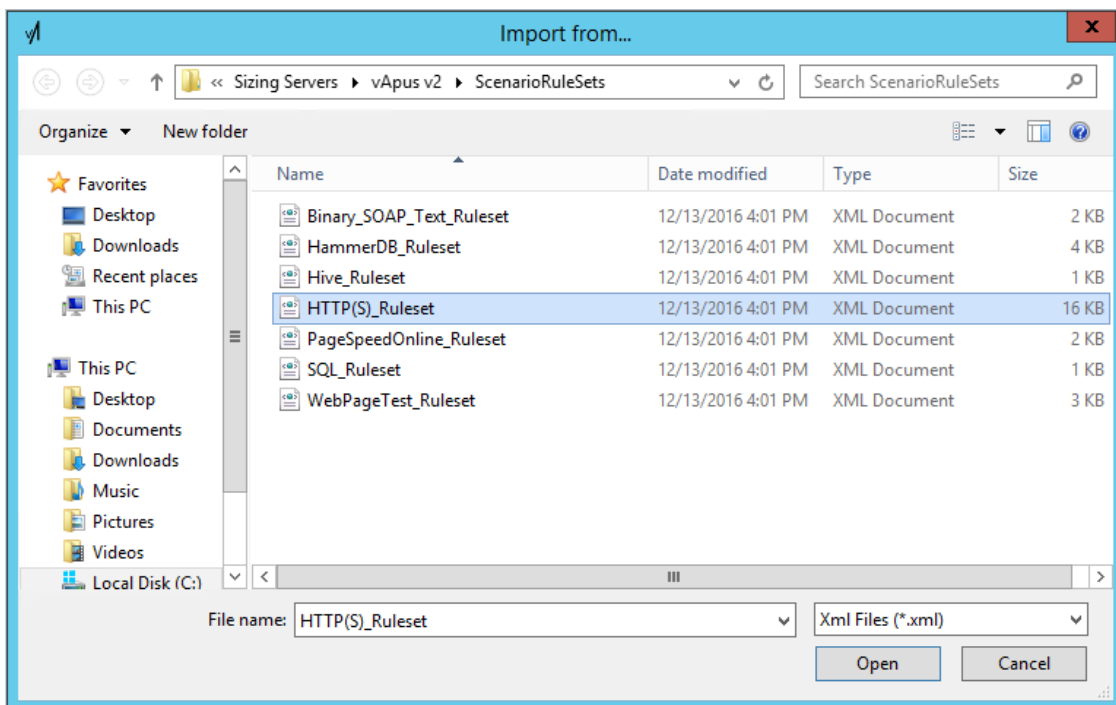 Import from...
x
« Sizing Servers ▸ vApus v2 ▸ ScenarioRuleSets
Search ScenarioRuleSets
Organize
New folder
Favorites
Desktop
Downloads
Recent places
This PC
This PC
Desktop
Documents
Downloads
Music
Pictures
Videos
Local Disk (C:)
Name Date modified Type Size
Binary_SOAP_Text_Ruleset 12/13/2016 4:01 PM XML Document 2 KB
HammerDB_Ruleset 12/13/2016 4:01 PM XML Document 4 KB
Hive_Ruleset 12/13/2016 4:01 PM XML Document 1 KB
HTTP(S)_Ruleset 12/13/2016 4:01 PM XML Document 16 KB
PageSpeedOnline_Ruleset 12/13/2016 4:01 PM XML Document 2 KB
SQL_Ruleset 12/13/2016 4:01 PM XML Document 1 KB
WebPageTest_Ruleset 12/13/2016 4:01 PM XML Document 3 KB
File name: HTTP(S)_Ruleset
Xml Files (*.xml)
Open
Cancel